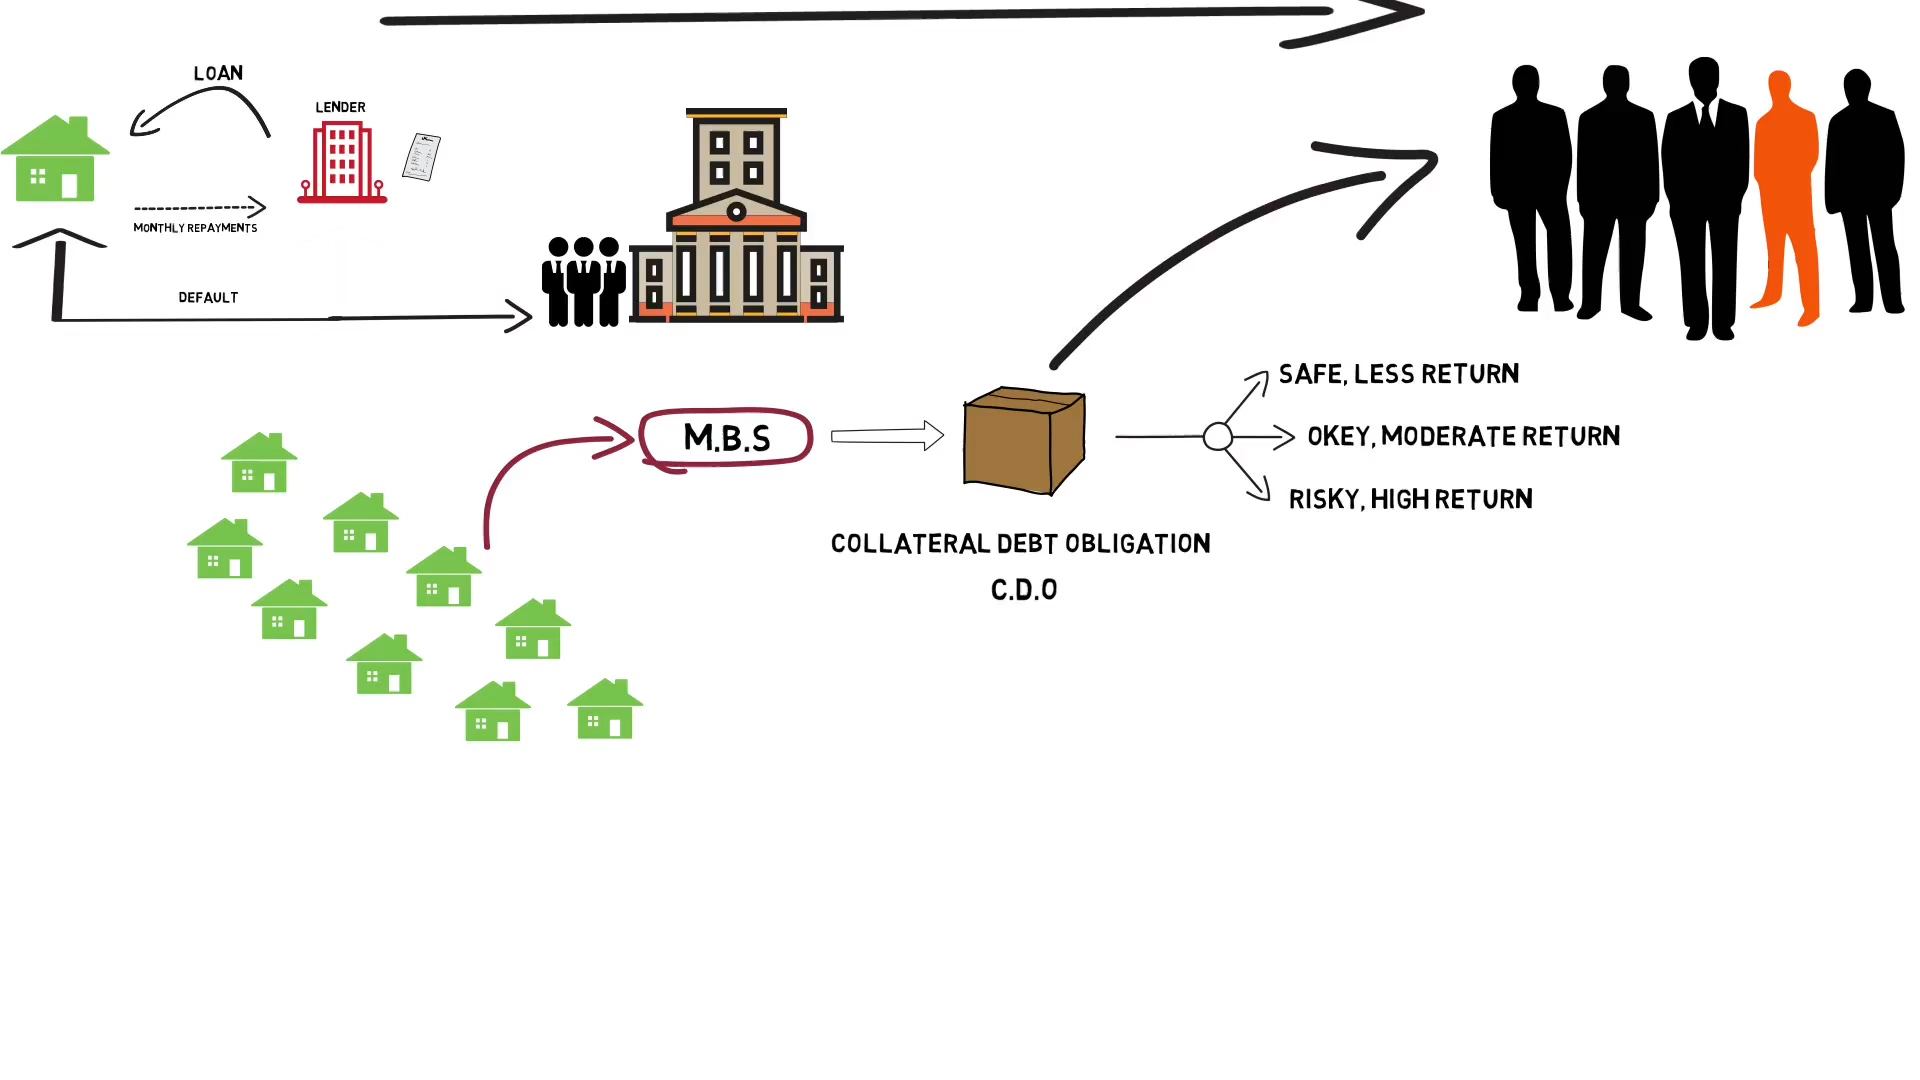 LOAN
LENDER
MONTHLY REPAYMENTS
DEFAULT
SAFE, LESS RETURN
M.B.S
OKEY, MODERATE RETURN
RISKY, HIGH RETURN
COLLATERAL DEBT OBLIGATION
C.D.O